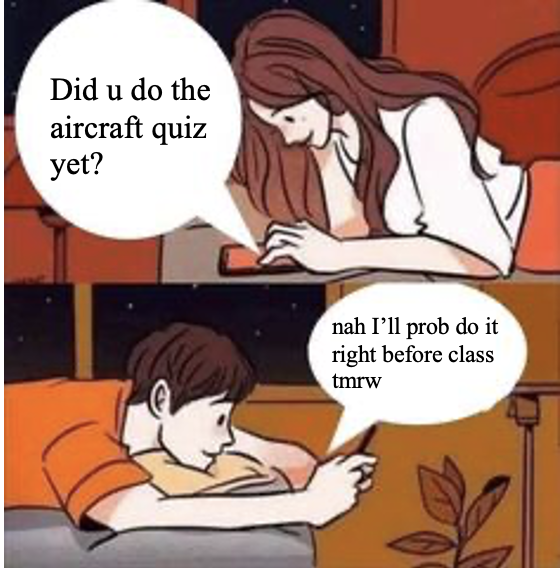 Did u do the
aircraft quiz
yet?
nah I’ll prob do it
right before class
tmrw